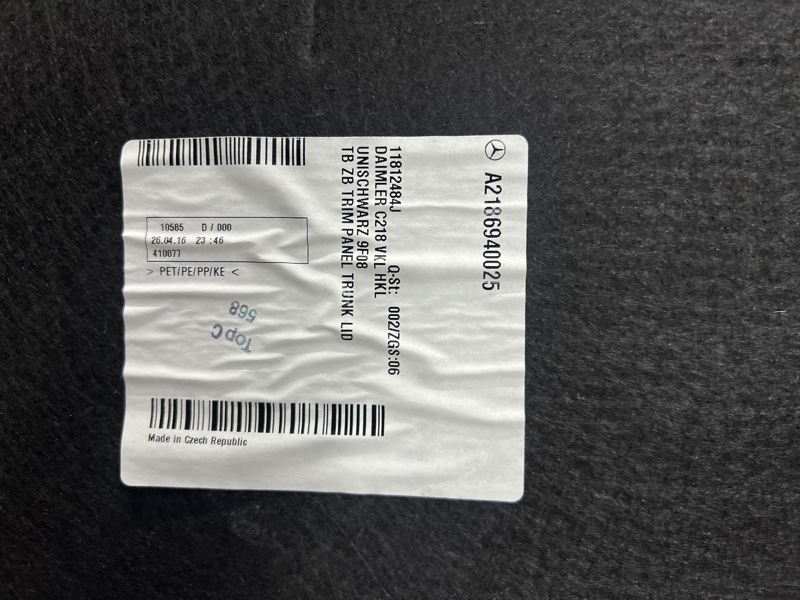 A2186940025
11812484J Q-St: 002/ZGS:06
DAIMLER C218 VKL HKL
UNISCHWARZ 9F08
TB ZB TRIM PANEL TRUNK LID
10585 D / 000
26.04.16 23:46
410077
> PET/PE/PP/KE <
Top C
568
Made in Czech Republic